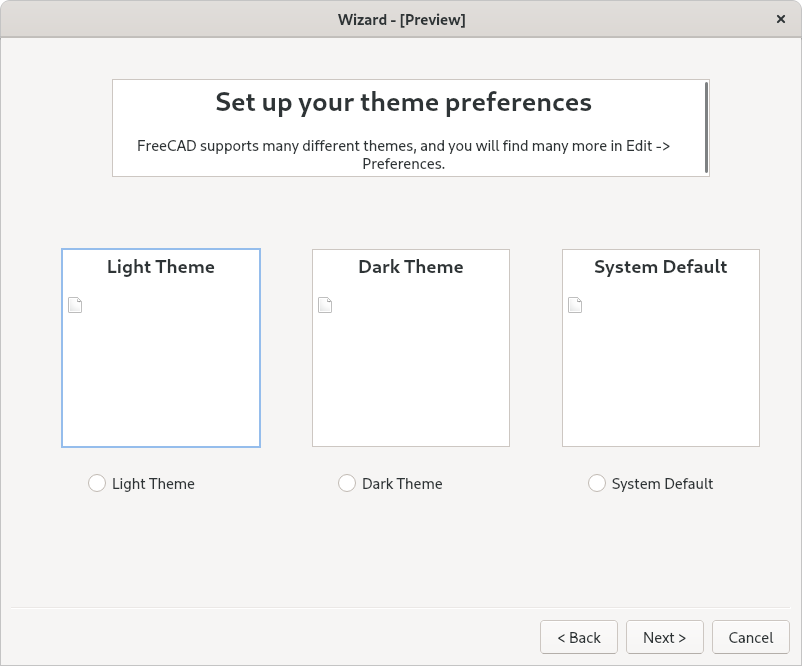 Wizard - [Preview]
Set up your theme preferences
FreeCAD supports many different themes, and you will find many more in Edit ->
Preferences.
Light Theme
Dark Theme
System Default
Light Theme
Dark Theme
System Default
< Back
Next >
Cancel